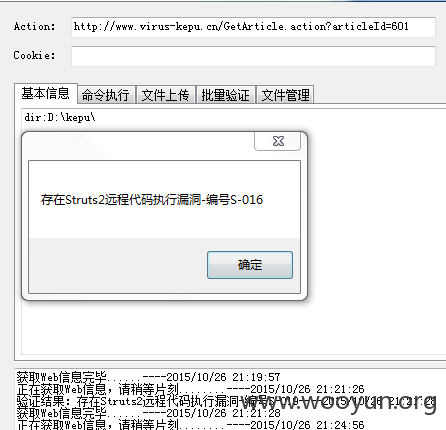 Action: http://www.virus-kepu.cn/GetArticle.action?articleId=601
Cookie:
基本信息 命令执行 文件上传 批量验证 文件管理
dir:D:\kepu\
存在Struts2远程代码执行漏洞-编号S-016
确定
获取Web信息完毕......----2015/10/26 21:19:57
正在获取Web信息，请稍等片刻........----2015/10/26 21:21:26
验证结果：存在Struts2远程代码执行漏洞-编号S-
获取Web信息完毕......----2015/10/26 21:21:28
正在获取Web信息，请稍等片刻........----2015/10/26 21:24:56
www.wooyun.org